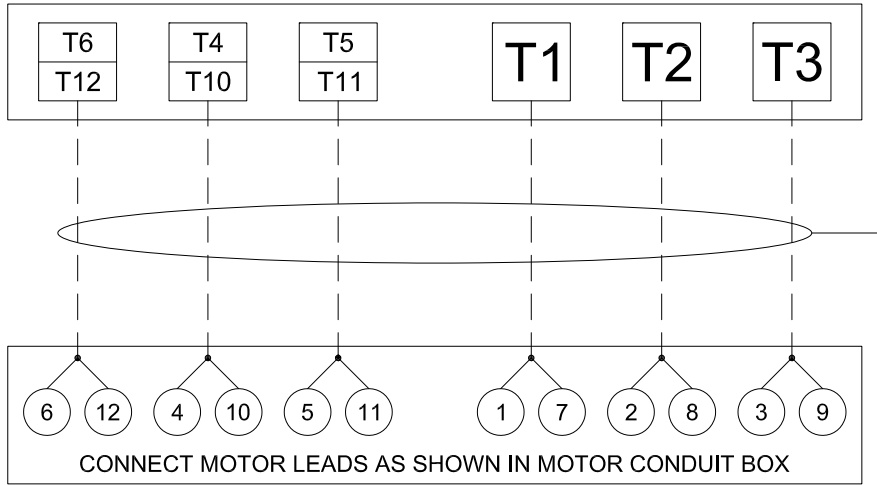 T6 T4 T5 T1 T2 T3
T12 T10 T11
6 12 4 10 5 11 1 7 2 8 3 9
CONNECT MOTOR LEADS AS SHOWN IN MOTOR CONDUIT BOX